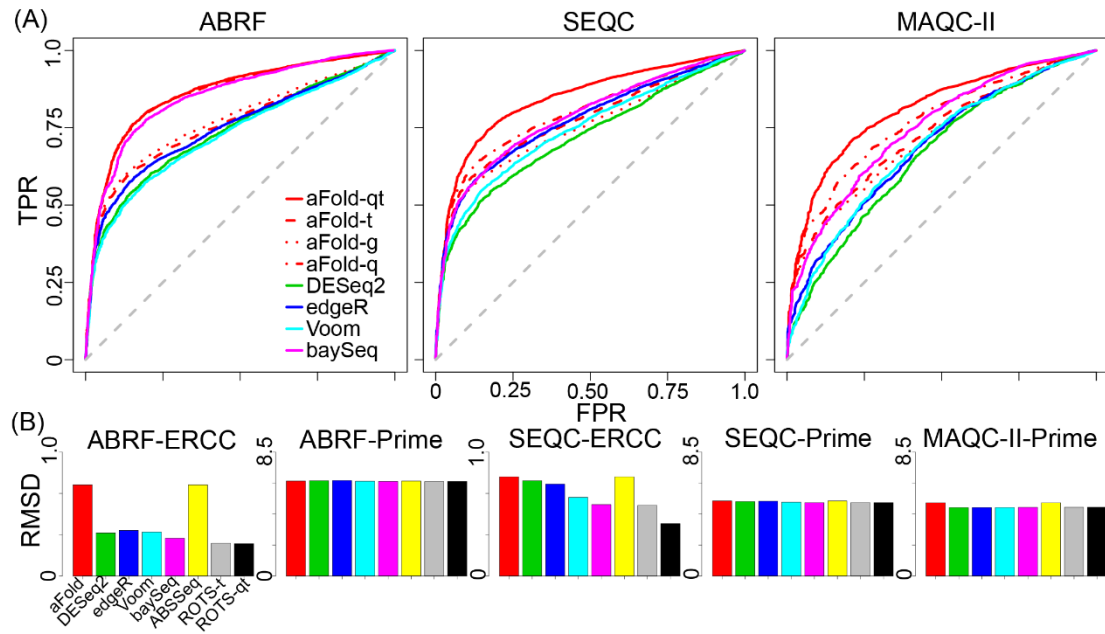 (A)
ABRF
SEQC
MAQC-II
TPR
1.0
0.75
0.50
0.25
0
aFold-qt
aFold-t
aFold-g
aFold-q
DESeq2
edgeR
Voom
baySeq
0
0.25
0.50
0.75
1.0
FPR
(B)
ABRF-ERCC
ABRF-Prime
SEQC-ERCC
SEQC-Prime
MAQC-II-Prime
RMSD
1.0
0
8.5
0
1.0
0
8.5
0
8.5
0
aFold
DESeq2
edgeR
Voom
baySeq
ABSSeq
ROTS-t
ROTS-qt